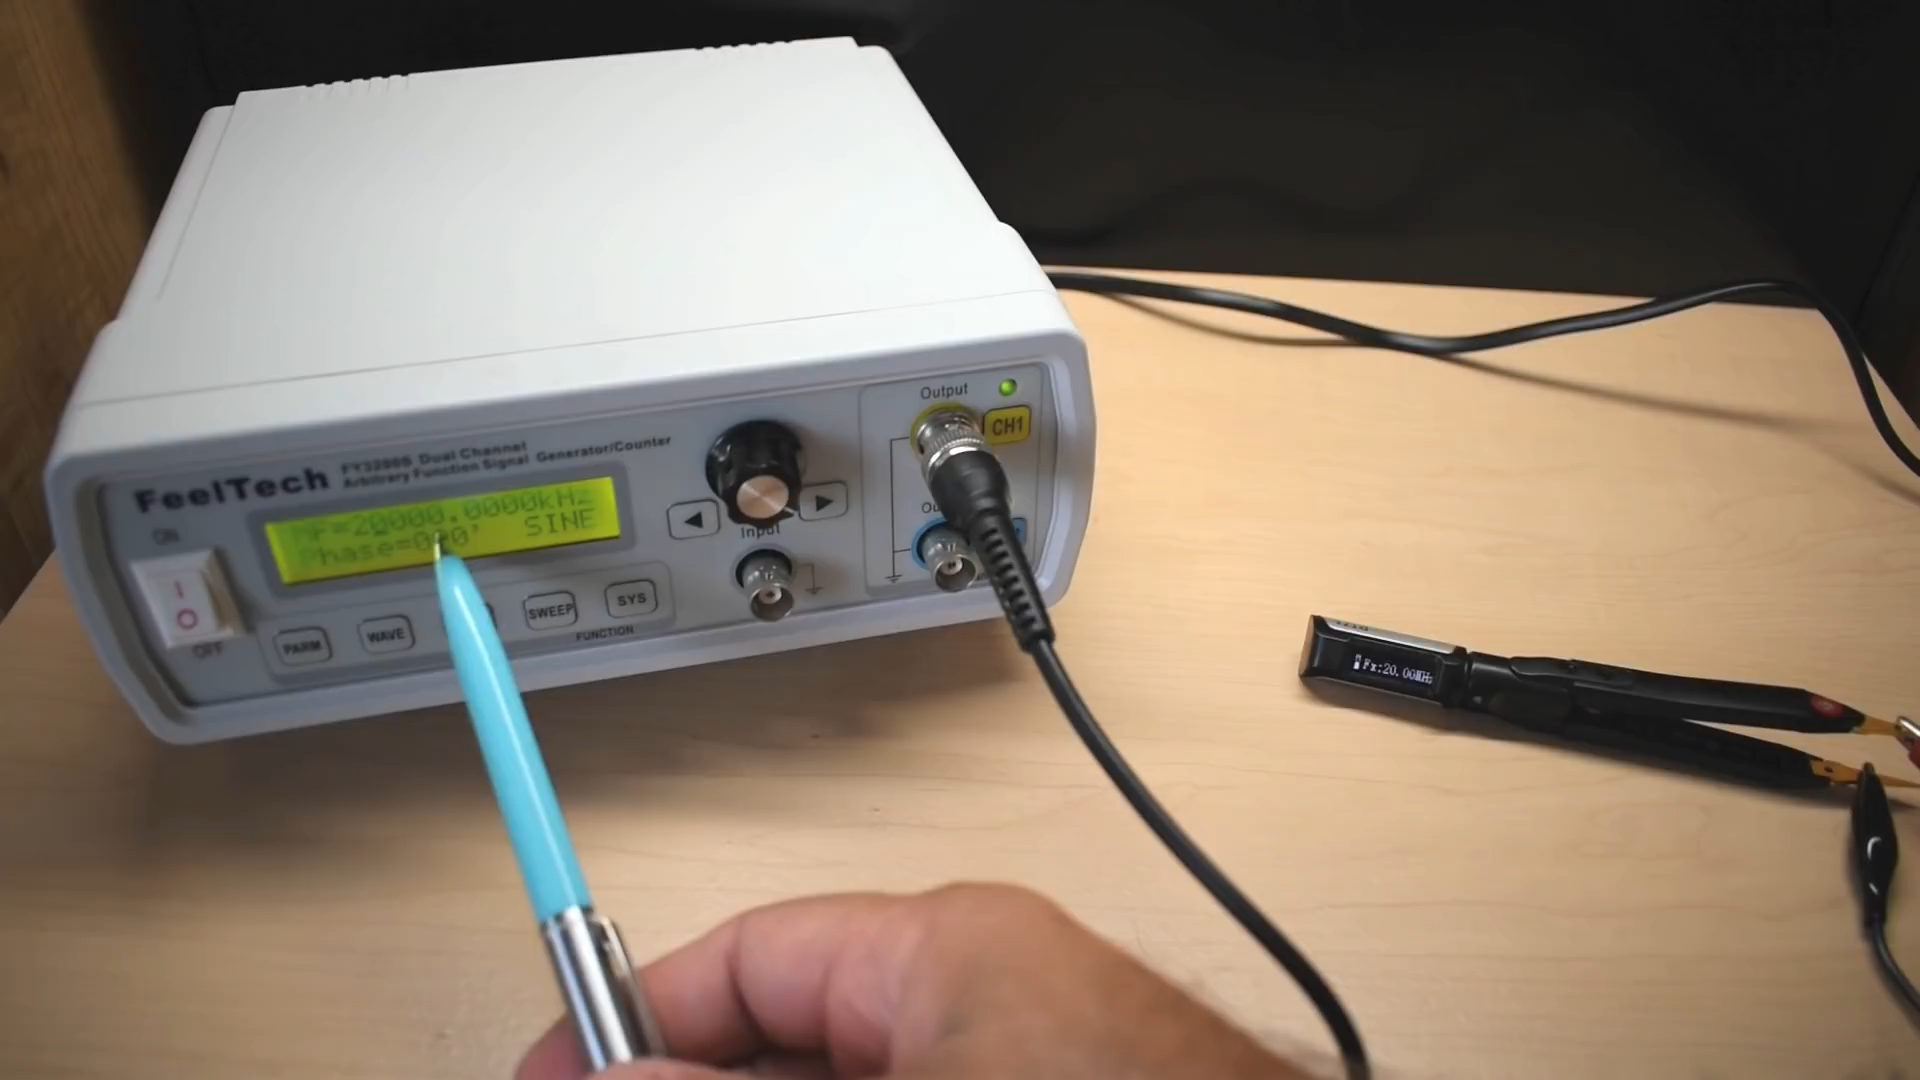 FeelTech
FY3200S Dual Channel
Arbitrary Function Signal Generator/Counter
F=20000.0000kHz
Phase=000' SINE
ON
OFF
PARM
WAVE
SWEEP
SYS
FUNCTION
Input
Output
CH1
Fx:20.00MHz